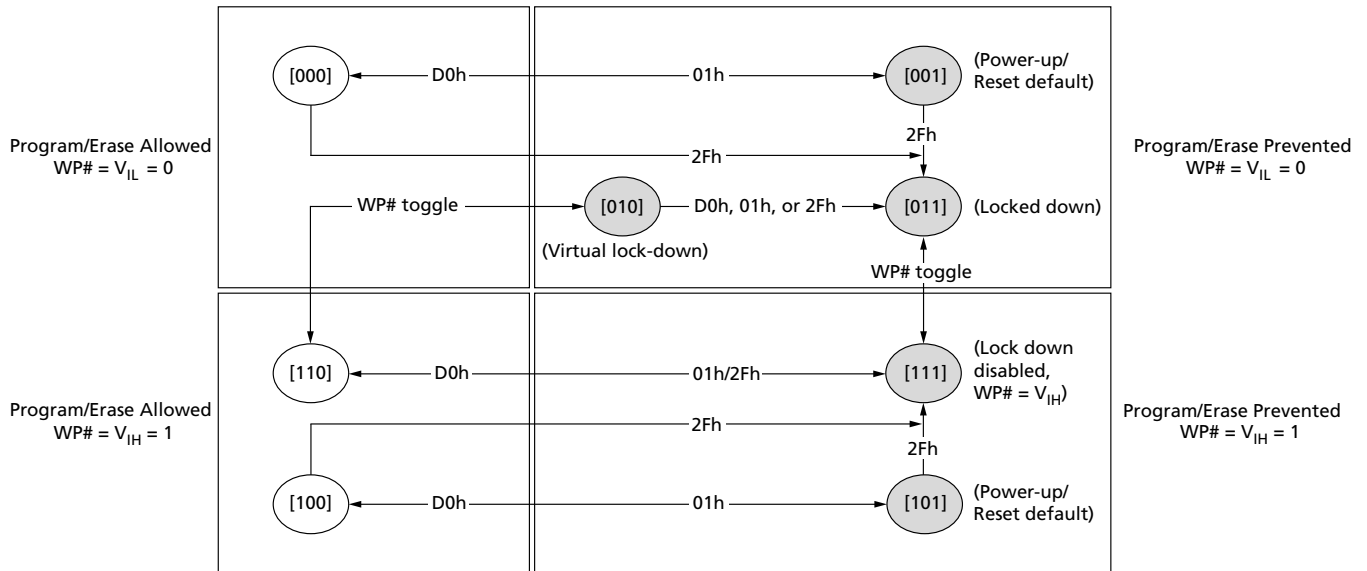 [000]
D0h
01h
[001]
(Power-up/
Reset default)
2Fh
Program/Erase Allowed
WP# = VIL = 0
2Fh
Program/Erase Prevented
WP# = VIL = 0
WP# toggle
[010]
D0h, 01h, or 2Fh
[011]
(Locked down)
(Virtual lock-down)
WP# toggle
[110]
D0h
01h/2Fh
[111]
(Lock down
disabled,
WP# = VIH)
Program/Erase Allowed
WP# = VIH = 1
2Fh
Program/Erase Prevented
WP# = VIH = 1
2Fh
[100]
D0h
01h
[101]
(Power-up/
Reset default)